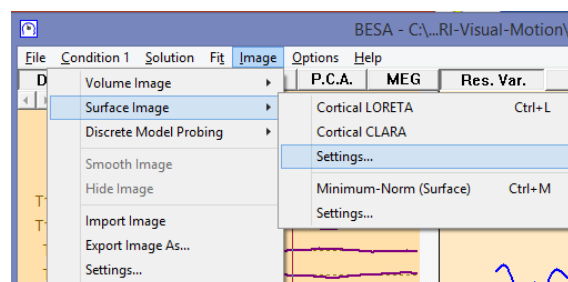 BESA - C:\...RI-Visual-Motion\
File Condition 1 Solution Fit Image Options Help
D P.C.A. MEG Res. Var.
Volume Image
Surface Image
Discrete Model Probing
Smooth Image
Hide Image
Import Image
Export Image As...
Settings...
Cortical LORETA Ctrl+L
Cortical CLARA
Settings...
Minimum-Norm (Surface) Ctrl+M
Settings...